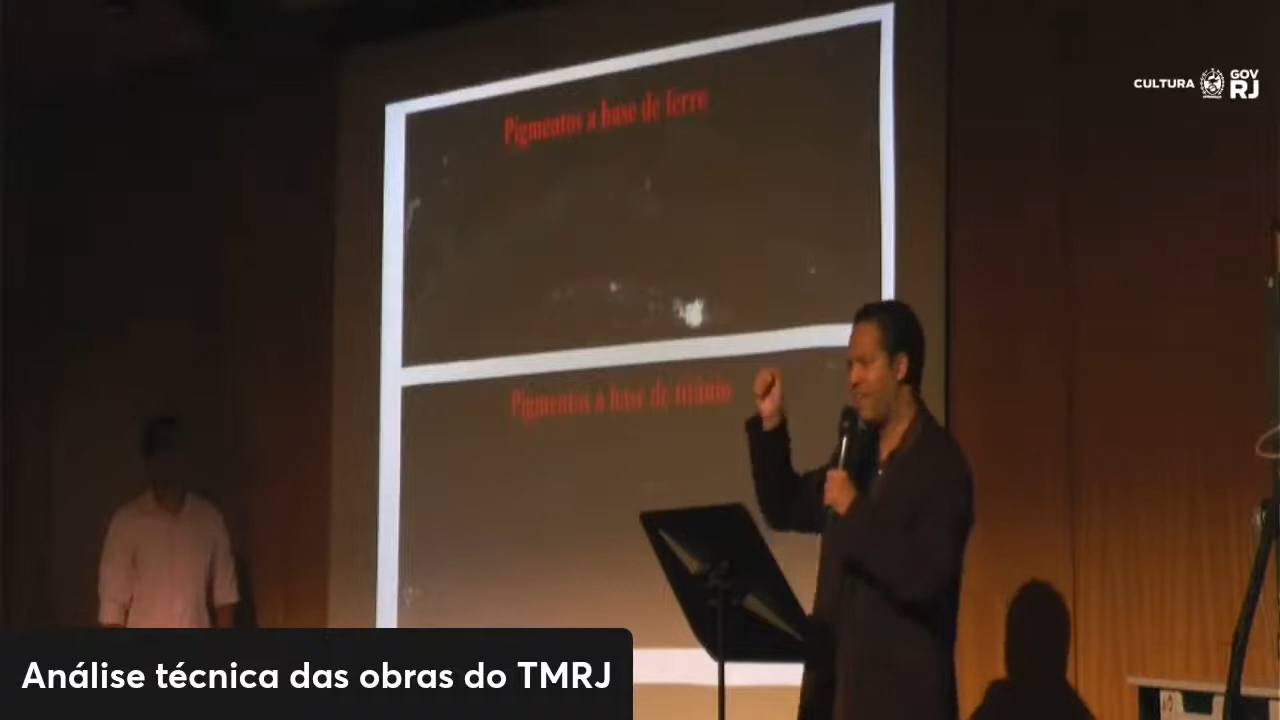 CULTURA GOV RJ
Pigmentos a base de ferro
Pigmentos a base de titânio
Análise técnica das obras do TMRJ